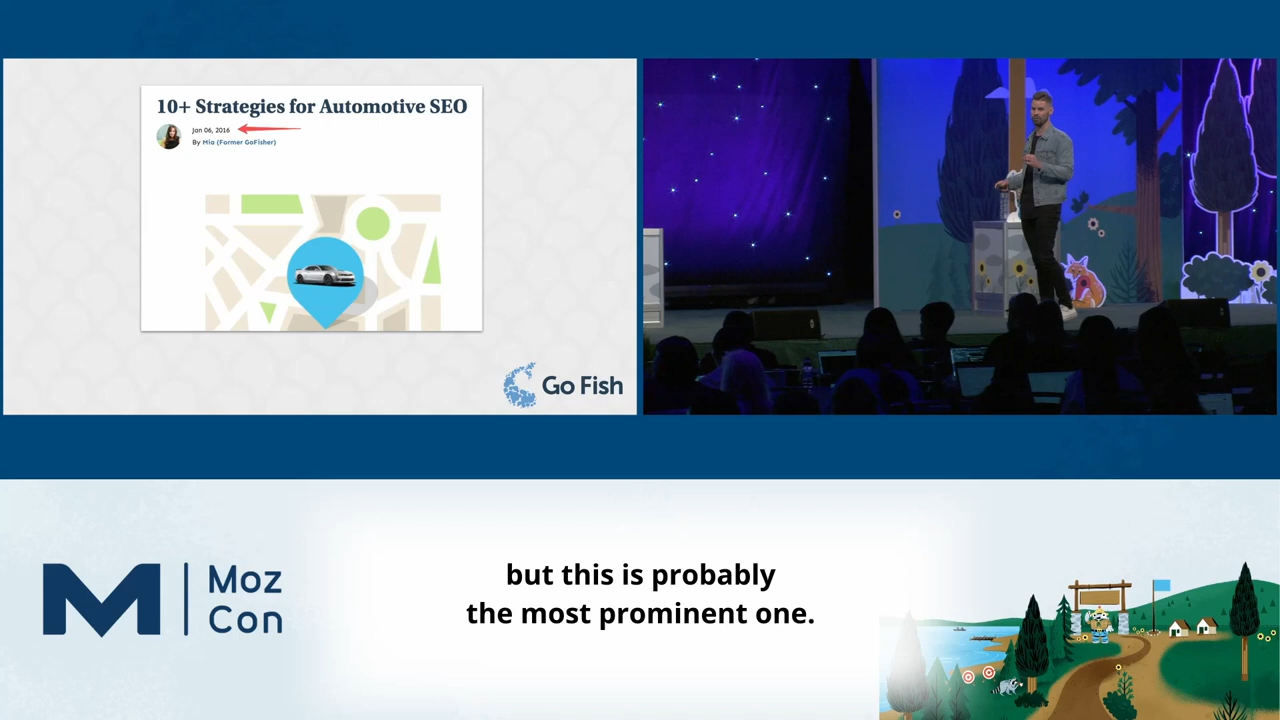 10+ Strategies for Automotive SEO
Jan 06, 2016
By Mia (Former GoFisher)
Go Fish
Moz
Con
but this is probably
the most prominent one.